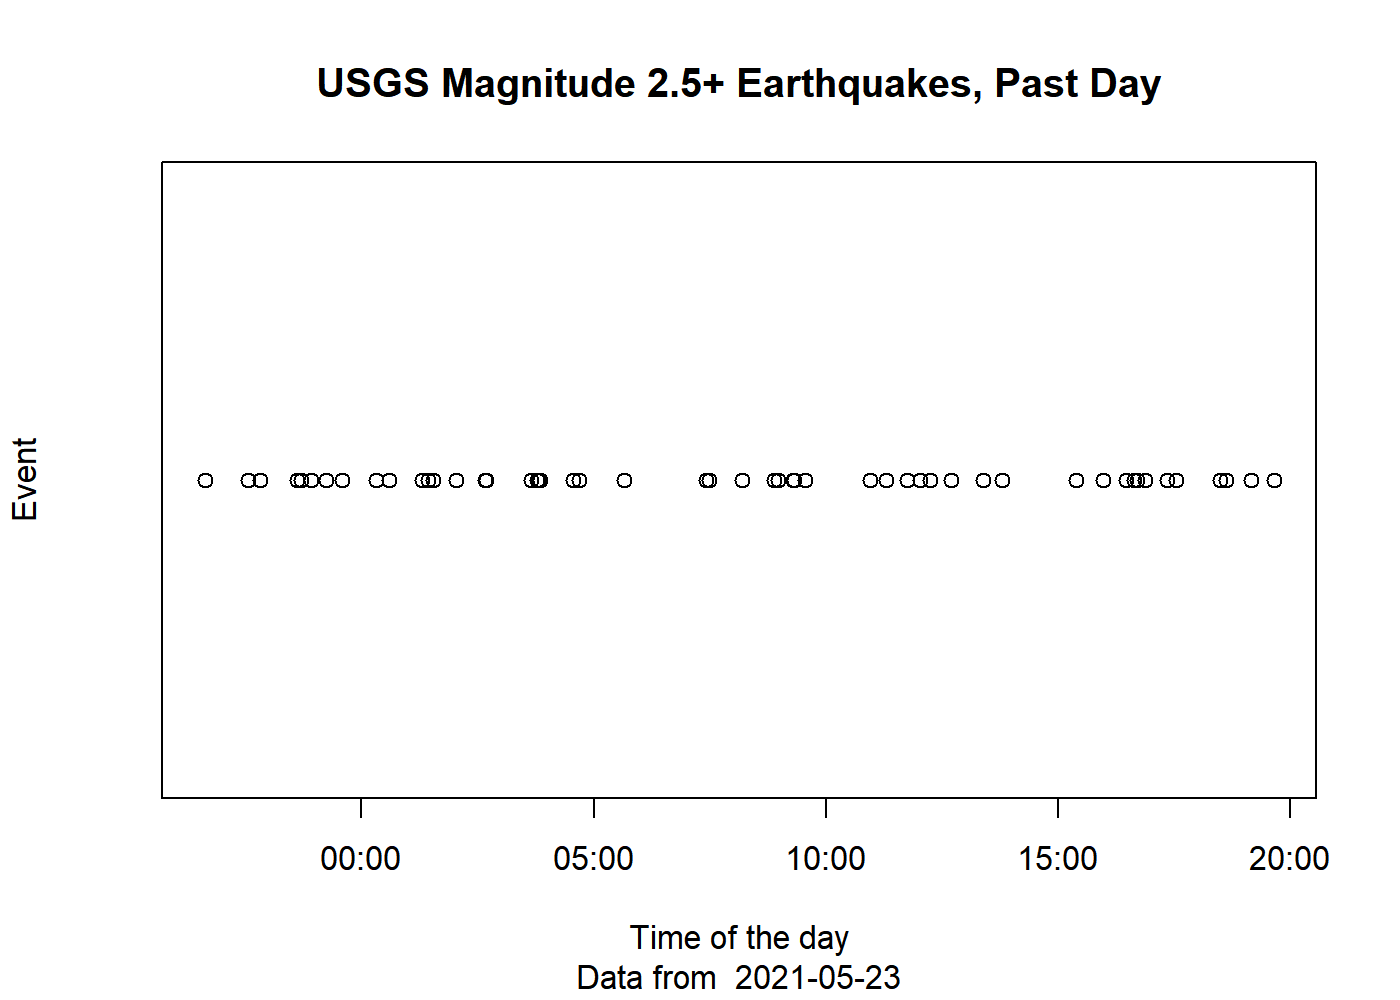 USGS Magnitude 2.5+ Earthquakes, Past Day
Event
00:00 05:00 10:00 15:00 20:00
Time of the day
Data from  2021-05-23